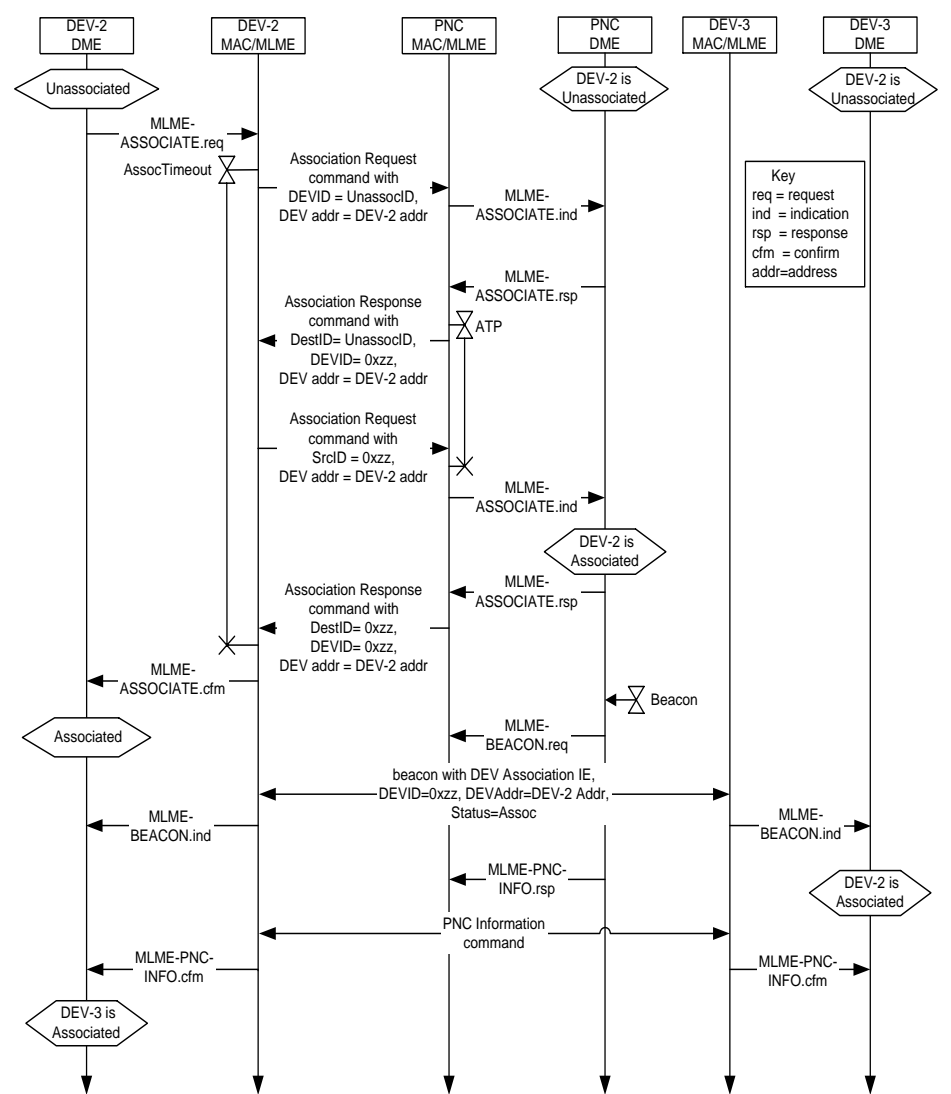 DEV-2
DME
DEV-2
MAC/MLME
PNC
MAC/MLME
PNC
DME
DEV-3
MAC/MLME
DEV-3
DME
Unassociated
DEV-2 is
Unassociated
DEV-2 is
Unassociated
MLME-
ASSOCIATE.req
AssocTimeout
Association Request
command with
DEVID = UnassocID,
DEV addr = DEV-2 addr
MLME-
ASSOCIATE.ind
Key
req = request
ind = indication
rsp = response
cfm = confirm
addr=address
MLME-
ASSOCIATE.rsp
Association Response
command with
DestID= UnassocID,
DEVID= 0xzz,
DEV addr = DEV-2 addr
ATP
Association Request
command with
SrcID = 0xzz,
DEV addr = DEV-2 addr
MLME-
ASSOCIATE.ind
DEV-2 is
Associated
MLME-
ASSOCIATE.rsp
Association Response
command with
DestID= 0xzz,
DEVID= 0xzz,
DEV addr = DEV-2 addr
MLME-
ASSOCIATE.cfm
Beacon
Associated
MLME-
BEACON.req
beacon with DEV Association IE,
DEVID=0xzz, DEVAddr=DEV-2 Addr,
Status=Assoc
MLME-
BEACON.ind
MLME-
BEACON.ind
MLME-PNC-
INFO.rsp
DEV-2 is
Associated
PNC Information
command
MLME-PNC-
INFO.cfm
MLME-PNC-
INFO.cfm
DEV-3 is
Associated